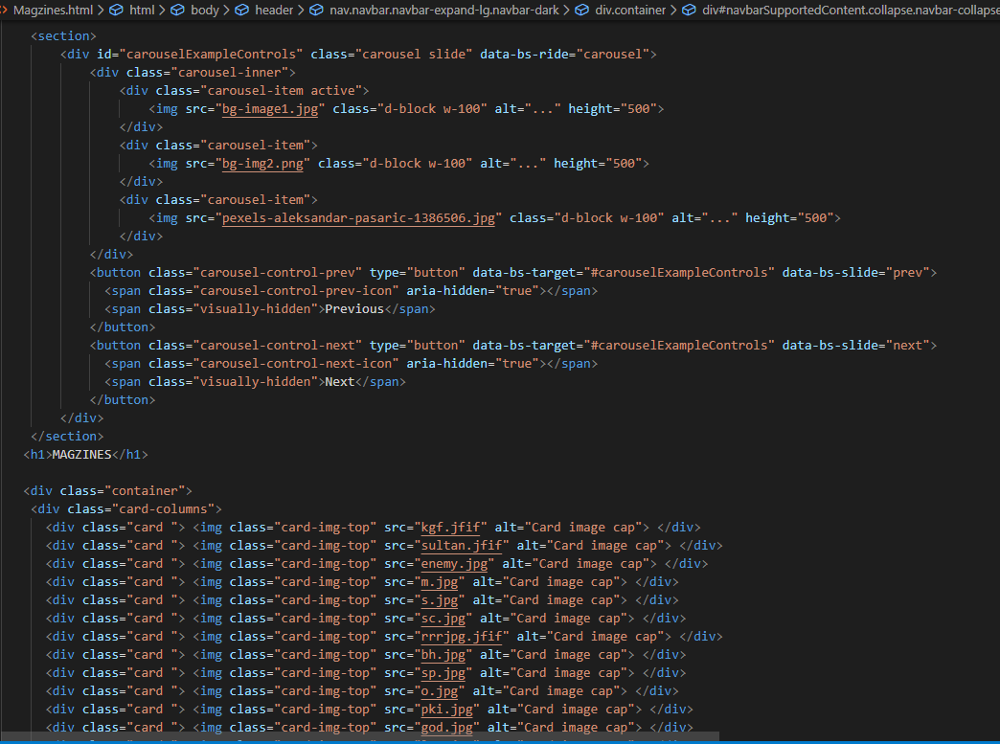 Magzines.html > html > body > header > nav.navbar.navbar-expand-lg.navbar-dark > div.container > div#navbarSupportedContent.collapse.navbar-collapse
<section>
<div id="carouselExampleControls" class="carousel slide" data-bs-ride="carousel">
<div class="carousel-inner">
<div class="carousel-item active">
<img src="bg-image1.jpg" class="d-block w-100" alt="..." height="500">
</div>
<div class="carousel-item">
<img src="bg-img2.png" class="d-block w-100" alt="..." height="500">
</div>
<div class="carousel-item">
<img src="pexels-aleksandar-pasaric-1386506.jpg" class="d-block w-100" alt="..." height="500">
</div>
</div>
<button class="carousel-control-prev" type="button" data-bs-target="#carouselExampleControls" data-bs-slide="prev">
<span class="carousel-control-prev-icon" aria-hidden="true"></span>
<span class="visually-hidden">Previous</span>
</button>
<button class="carousel-control-next" type="button" data-bs-target="#carouselExampleControls" data-bs-slide="next">
<span class="carousel-control-next-icon" aria-hidden="true"></span>
<span class="visually-hidden">Next</span>
</button>
</div>
</section>
<h1>MAGZINES</h1>
<div class="container">
<div class="card-columns">
<div class="card "> <img class="card-img-top" src="kgf.jfif" alt="Card image cap"> </div>
<div class="card "> <img class="card-img-top" src="sultan.jfif" alt="Card image cap"> </div>
<div class="card "> <img class="card-img-top" src="enemy.jpg" alt="Card image cap"> </div>
<div class="card "> <img class="card-img-top" src="m.jpg" alt="Card image cap"> </div>
<div class="card "> <img class="card-img-top" src="s.jpg" alt="Card image cap"> </div>
<div class="card "> <img class="card-img-top" src="sc.jpg" alt="Card image cap"> </div>
<div class="card "> <img class="card-img-top" src="rrrjpg.jfif" alt="Card image cap"> </div>
<div class="card "> <img class="card-img-top" src="bh.jpg" alt="Card image cap"> </div>
<div class="card "> <img class="card-img-top" src="sp.jpg" alt="Card image cap"> </div>
<div class="card "> <img class="card-img-top" src="o.jpg" alt="Card image cap"> </div>
<div class="card "> <img class="card-img-top" src="pki.jpg" alt="Card image cap"> </div>
<div class="card "> <img class="card-img-top" src="god.jpg" alt="Card image cap"> </div>